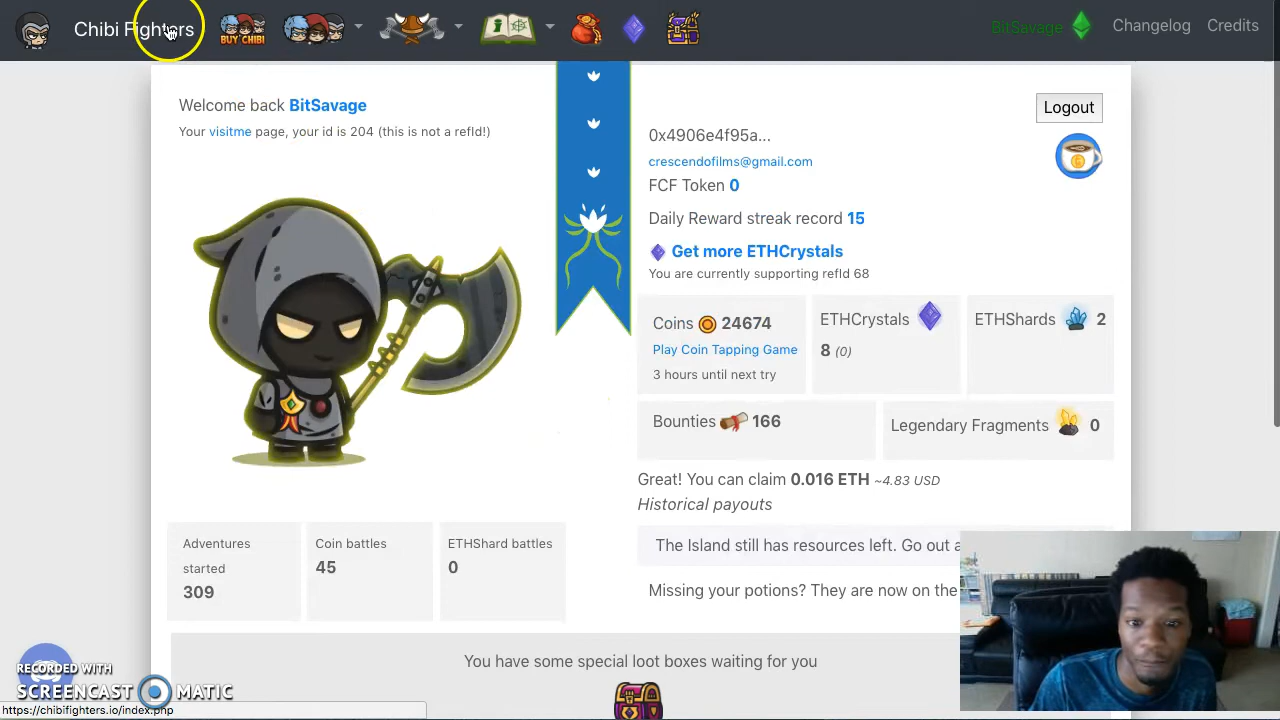 Chibi Fighters
BUY CHIBI
BitSavage
Changelog
Credits
Welcome back BitSavage
Your visitme page, your id is 204 (this is not a refId!)
Logout
0x4906e4f95a...
crescendofilms@gmail.com
FCF Token 0
Daily Reward streak record 15
Get more ETHCrystals
You are currently supporting refId 68
Coins 24674
Play Coin Tapping Game
3 hours until next try
ETHCrystals
8 (0)
ETHShards 2
Bounties 166
Legendary Fragments 0
Great! You can claim 0.016 ETH ~4.83 USD
Historical payouts
The Island still has resources left. Go out a
Missing your potions? They are now on the
Adventures
started
309
Coin battles
45
ETHShard battles
0
You have some special loot boxes waiting for you
RECORDED WITH
SCREENCAST MATIC
https://chibifighters.io/index.php